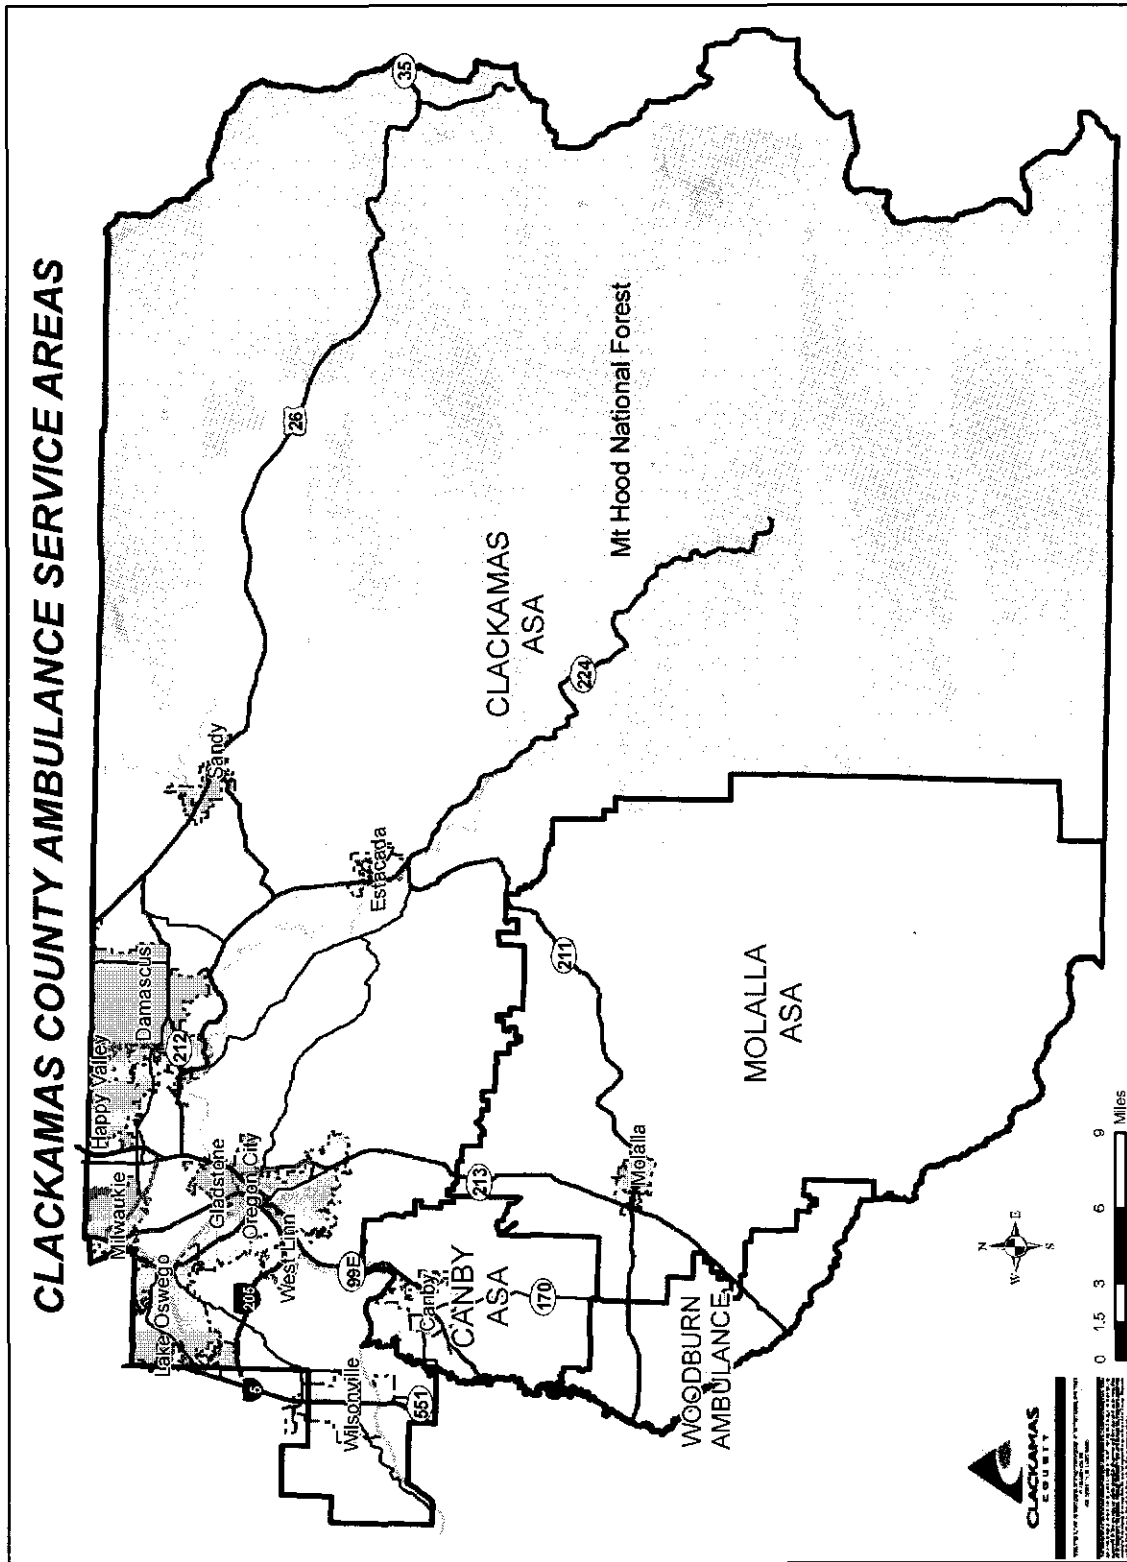 CLACKAMAS COUNTY AMBULANCE SERVICE AREAS
Milwaukie
Happy Valley
Damascus
Lake Oswego
Gladstone
Oregon City
West Linn
Wilsonville
Sandy
Estacada
Canby
Molalla
35
26
212
205
5
99E
551
213
170
211
224
CLACKAMAS
ASA
Mt Hood National Forest
CANBY
ASA
MOLALLA
ASA
WOODBURN
AMBULANCE
CLACKAMAS
COUNTY
N
W
E
S
0 1.5 3 6 9
Miles